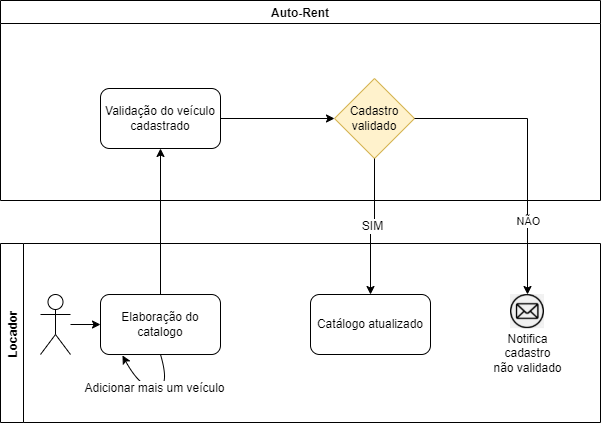 Auto-Rent
Validação do veículo
cadastrado
Cadastro
validado
SIM
NÃO
Locador
Elaboração do
catalogo
Adicionar mais um veículo
Catálogo atualizado
Notifica
cadastro
não validado